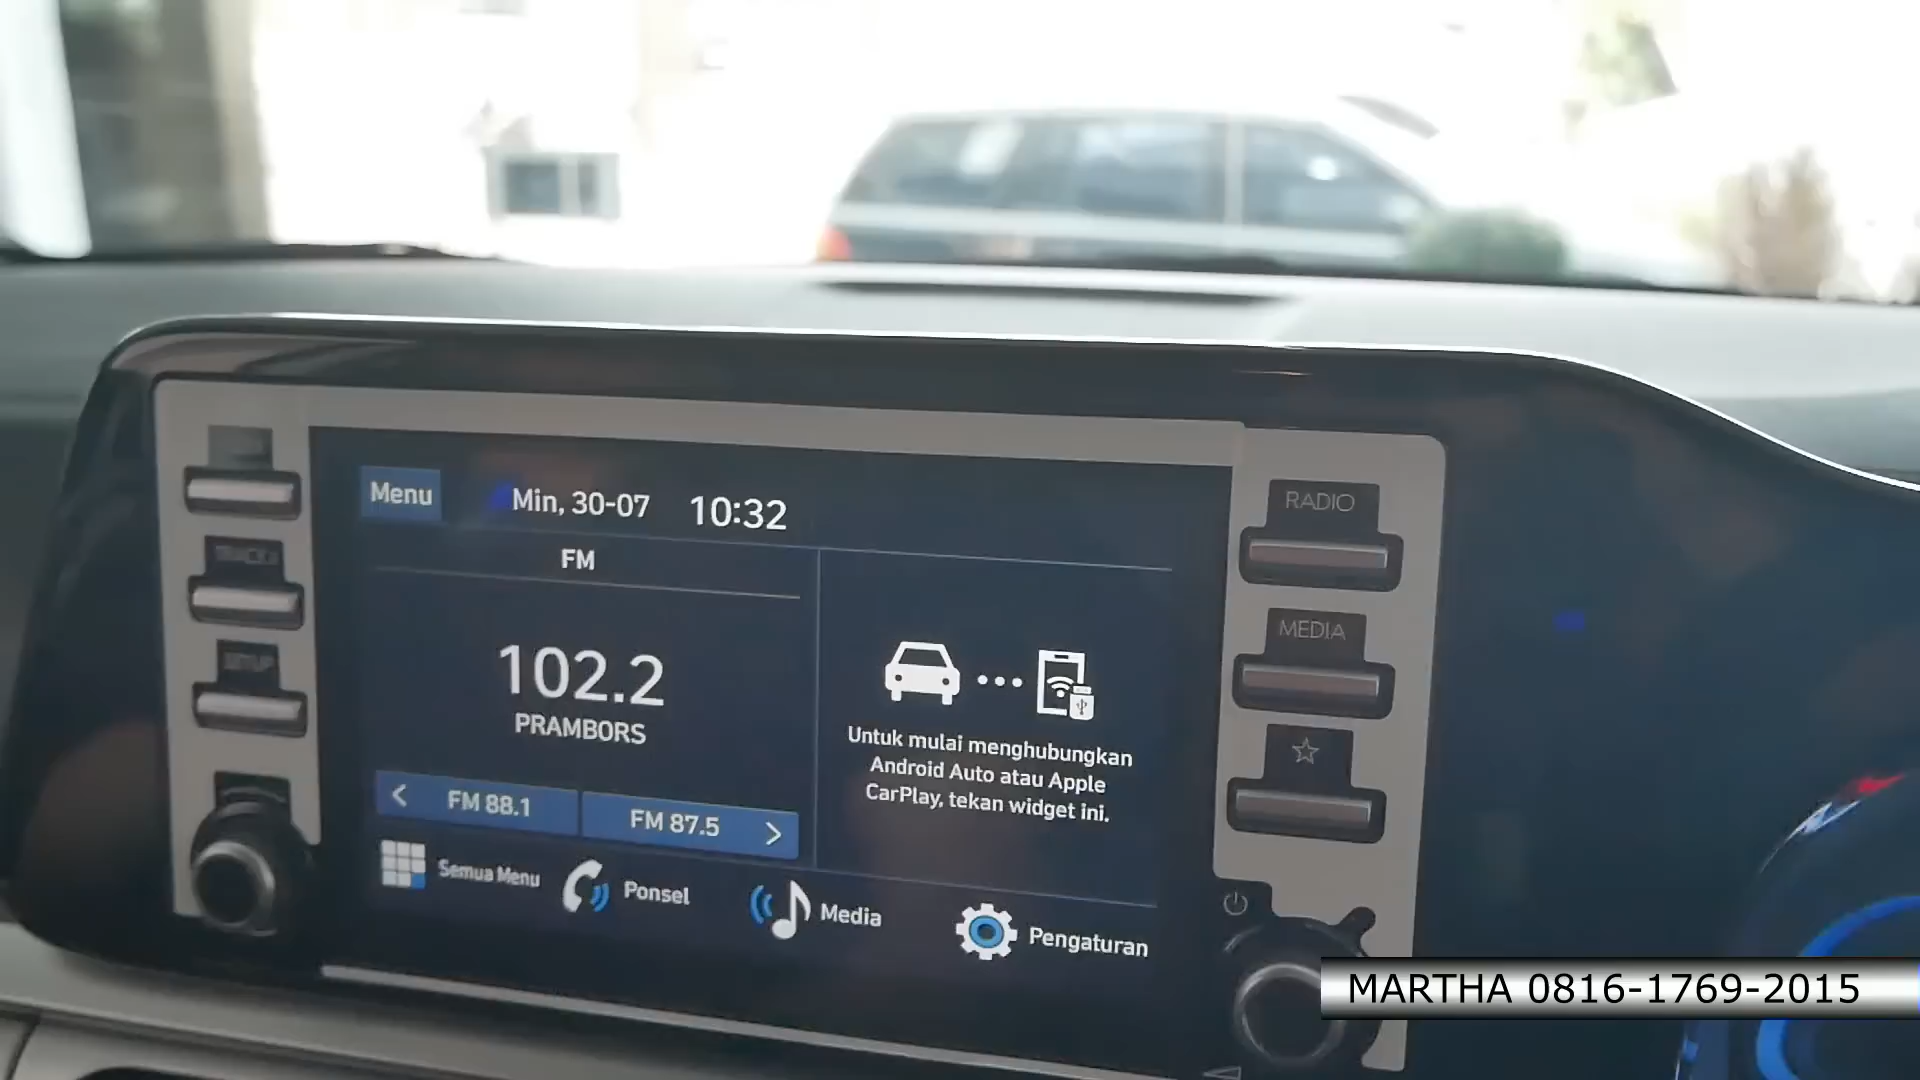 Menu
Min, 30-07 10:32
FM
102.2
PRAMBORS
FM 88.1
FM 87.5
Untuk mulai menghubungkan
Android Auto atau Apple
CarPlay, tekan widget ini.
Semua Menu
Ponsel
Media
Pengaturan
TRACK
SETUP
RADIO
MEDIA
MARTHA 0816-1769-2015